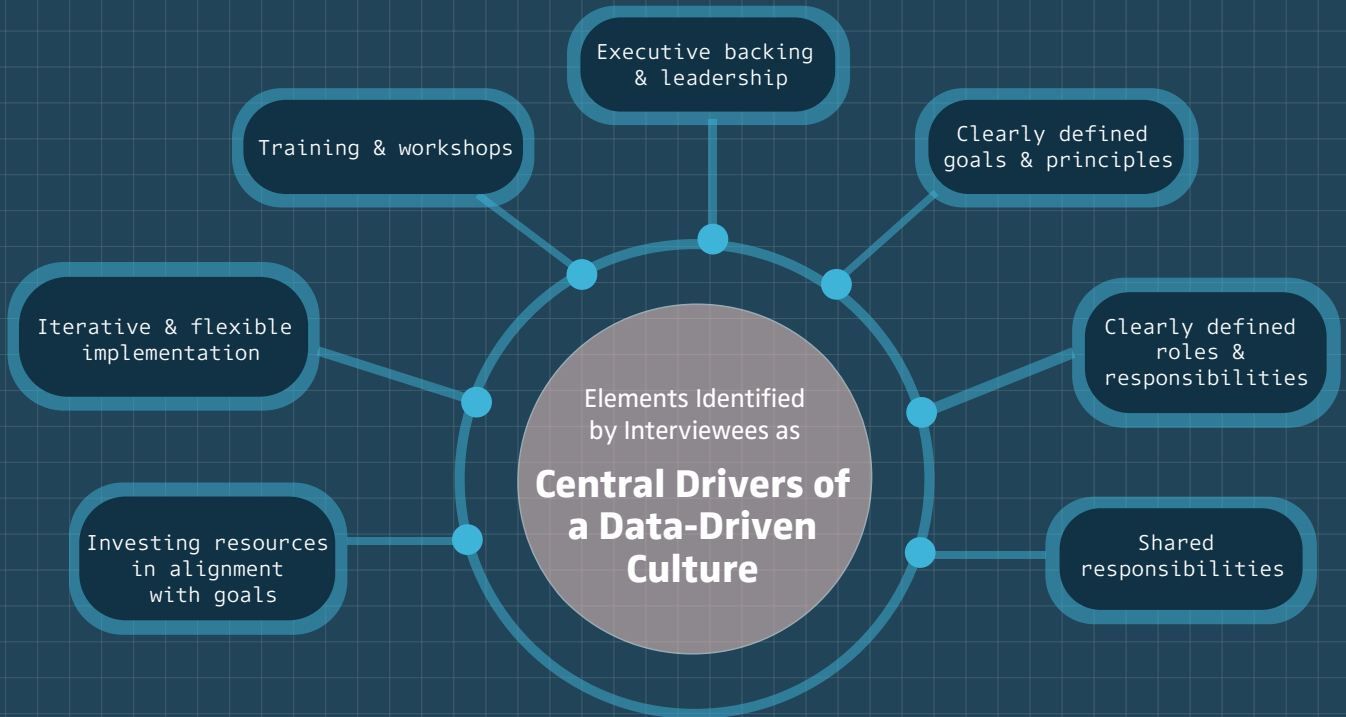 Executive backing
& leadership
Training & workshops
Clearly defined
goals & principles
Iterative & flexible
implementation
Clearly defined
roles &
responsibilities
Elements Identified
by Interviewees as
Central Drivers of
a Data-Driven
Culture
Investing resources
in alignment
with goals
Shared
responsibilities